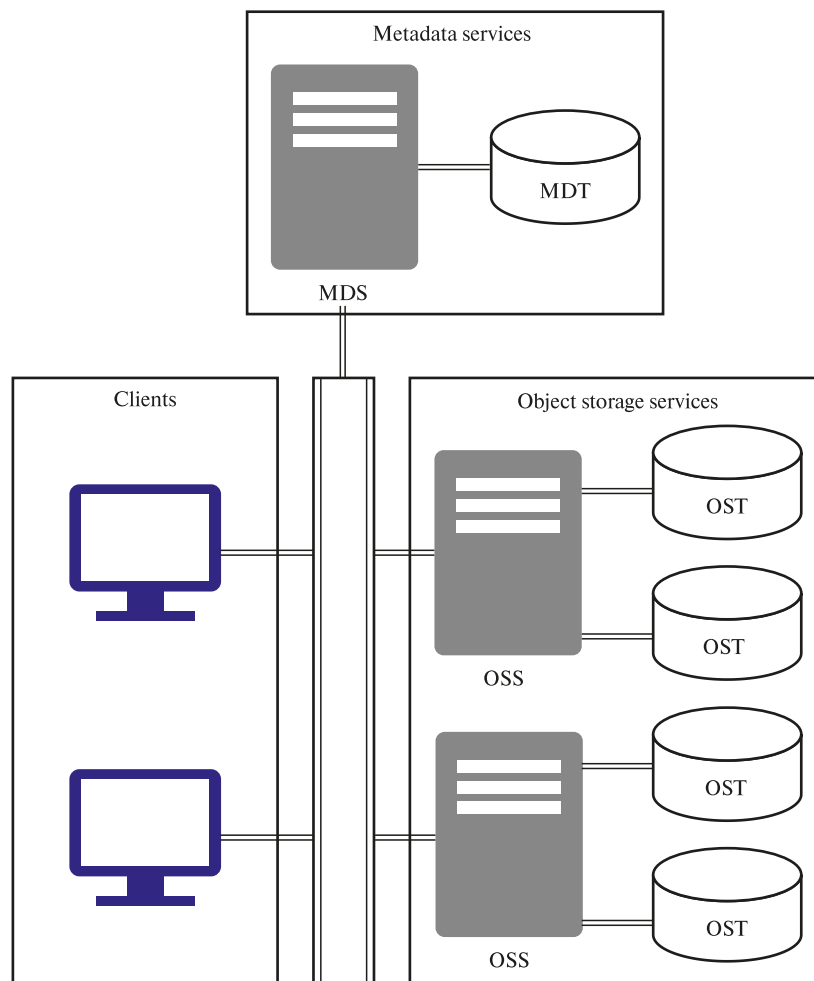 Metadata services
MDT
MDS
Clients
Object storage services
OST
OST
OSS
OST
OST
OSS